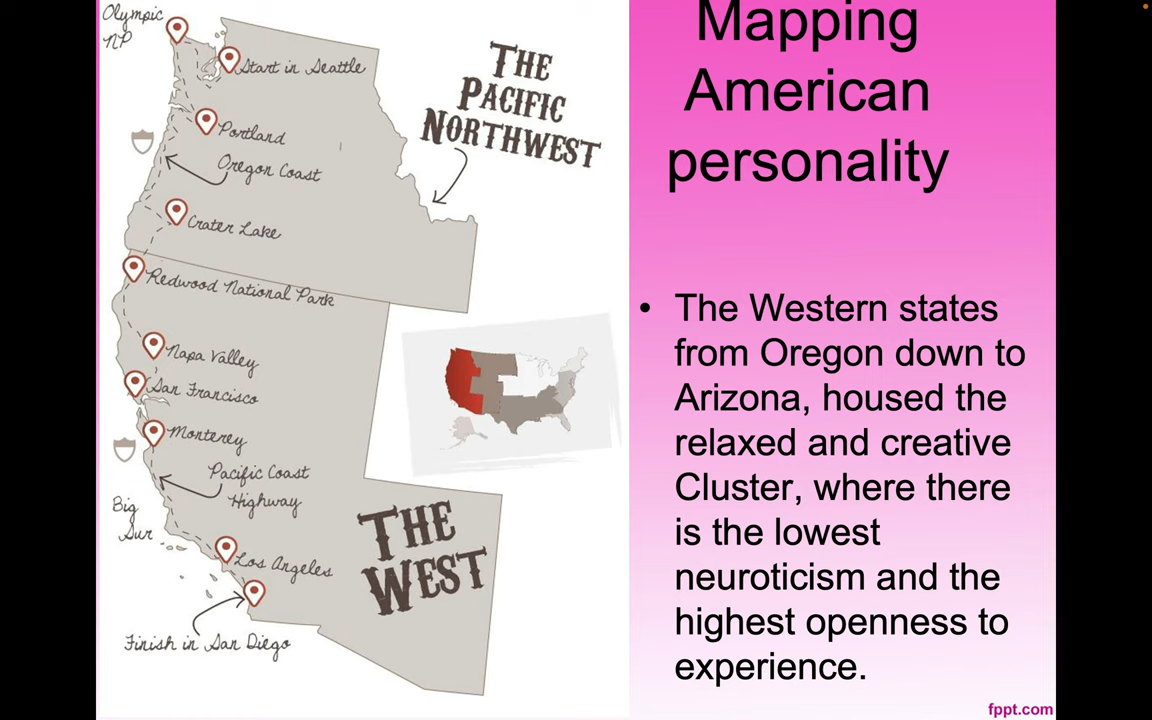 Olympic
NP
Start in Seattle
THE
PACIFIC
NORTHWEST
Portland
Oregon Coast
Crater Lake
Redwood National Park
Napa Valley
San Francisco
Monterey
Pacific Coast
Highway
Big
Sur
THE
WEST
Los Angeles
Finish in San Diego
Mapping
American
personality
• The Western states
from Oregon down to
Arizona, housed the
relaxed and creative
Cluster, where there
is the lowest
neuroticism and the
highest openness to
experience.
fppt.com